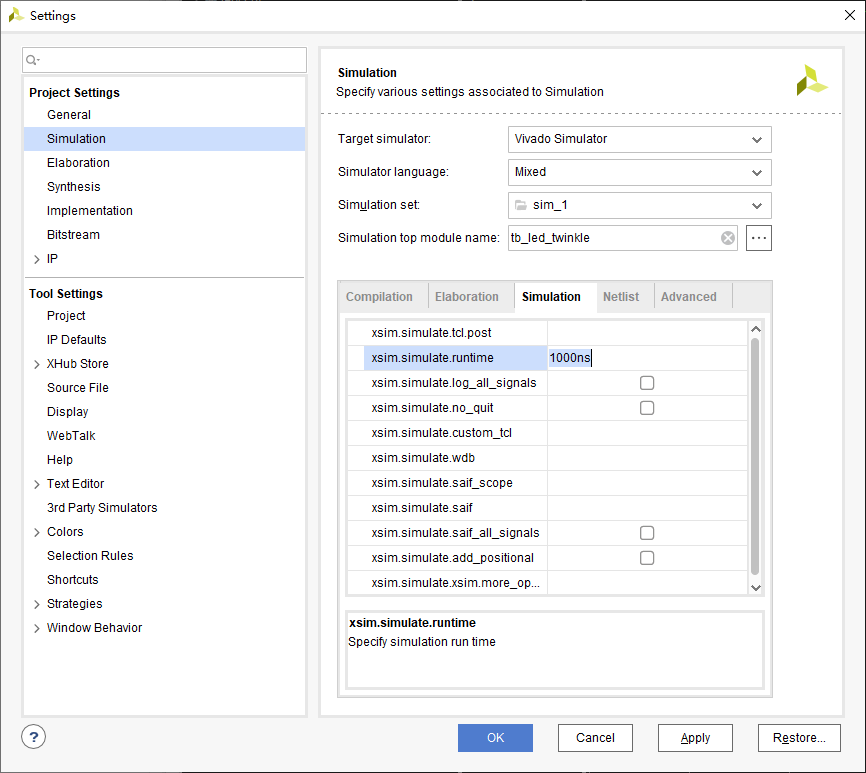 Settings
Project Settings
General
Simulation
Elaboration
Synthesis
Implementation
Bitstream
IP
Tool Settings
Project
IP Defaults
XHub Store
Source File
Display
WebTalk
Help
Text Editor
3rd Party Simulators
Colors
Selection Rules
Shortcuts
Strategies
Window Behavior
Simulation
Specify various settings associated to Simulation
Target simulator: Vivado Simulator
Simulator language: Mixed
Simulation set: sim_1
Simulation top module name: tb_led_twinkle ...
Compilation Elaboration Simulation Netlist Advanced
xsim.simulate.tcl.post
xsim.simulate.runtime 1000ns
xsim.simulate.log_all_signals
xsim.simulate.no_quit
xsim.simulate.custom_tcl
xsim.simulate.wdb
xsim.simulate.saif_scope
xsim.simulate.saif
xsim.simulate.saif_all_signals
xsim.simulate.add_positional
xsim.simulate.xsim.more_op...
xsim.simulate.runtime
Specify simulation run time
? OK Cancel Apply Restore...